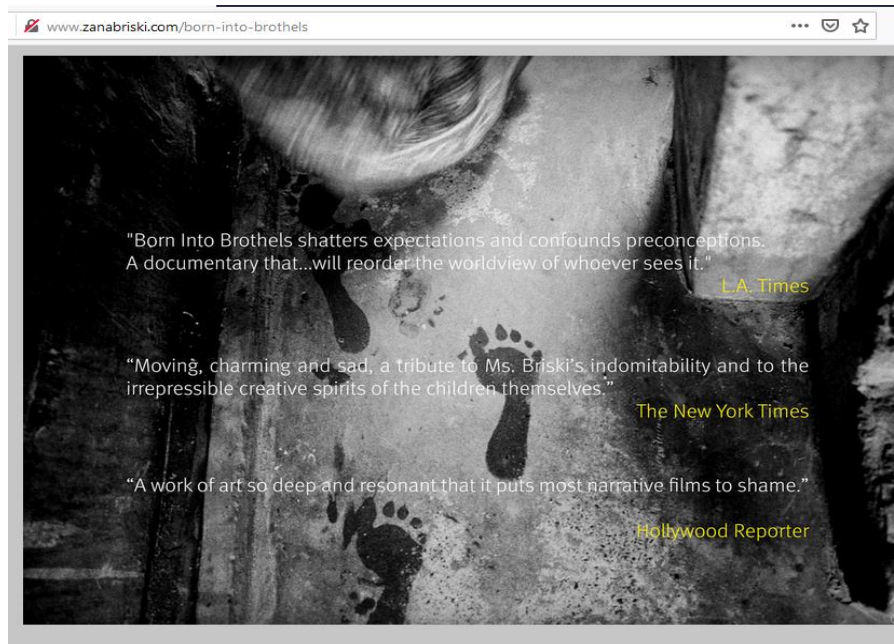 www.zanabriski.com/born-into-brothels
"Born Into Brothels shatters expectations and confounds preconceptions.
A documentary that...will reorder the worldview of whoever sees it."
L.A. Times
“Moving, charming and sad, a tribute to Ms. Briski’s indomitability and to the
irrepressible creative spirits of the children themselves.”
The New York Times
“A work of art so deep and resonant that it puts most narrative films to shame.”
Hollywood Reporter